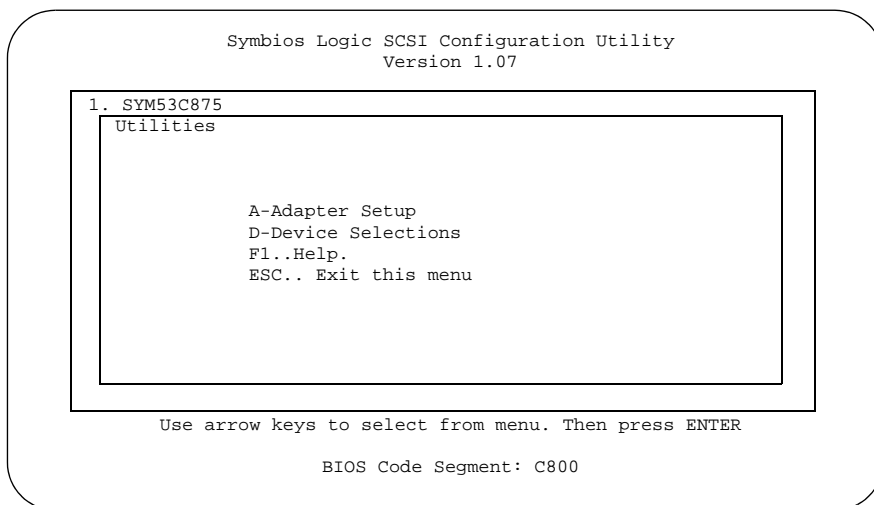 Symbios Logic SCSI Configuration Utility
Version 1.07
1. SYM53C875
Utilities
A-Adapter Setup
D-Device Selections
F1..Help.
ESC.. Exit this menu
Use arrow keys to select from menu. Then press ENTER
BIOS Code Segment: C800